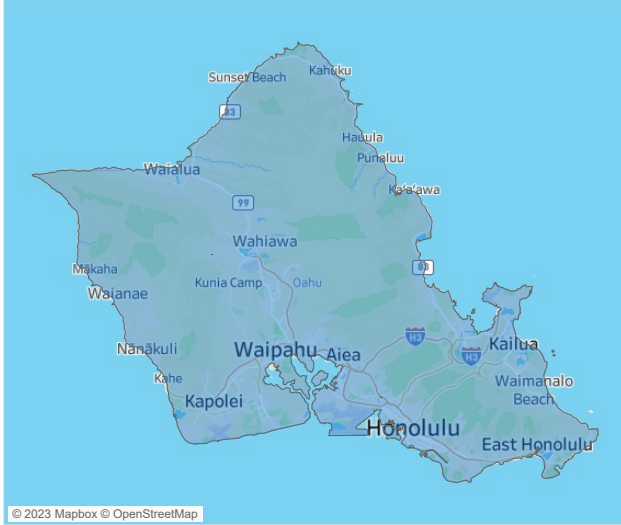 Sunset Beach
Kahuku
83
Hauula
Punaluu
Waialua
Ka'a'awa
99
Wahiawa
Mākaha
83
Kunia Camp
Oahu
Waianae
H3
Nānākuli
Waipahu
Aiea
H3
Kailua
Kahe
Waimanalo
Beach
Kapolei
Honolulu
East Honolulu
© 2023 Mapbox © OpenStreetMap